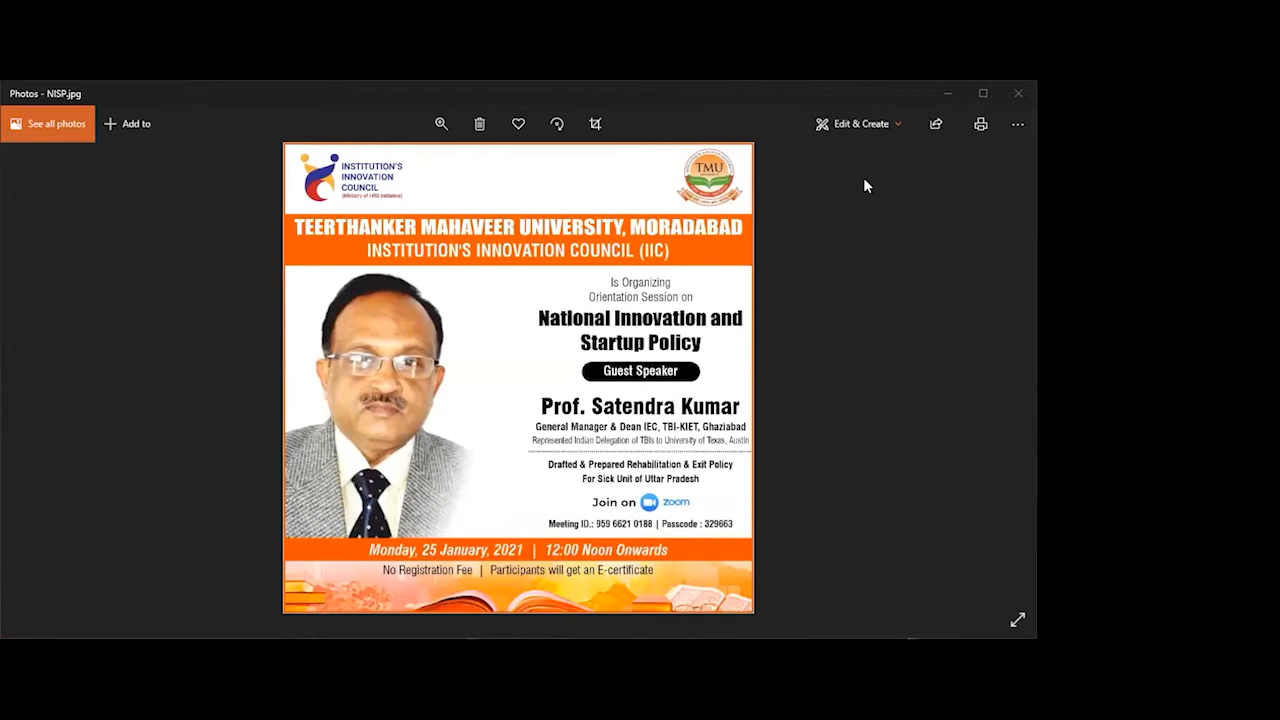 Photos - NISP.jpg
See all photos
Add to
Edit & Create
INSTITUTION'S
INNOVATION
COUNCIL
(Ministry of HRD Initiative)
TMU
TEERTHANKER MAHAVEER UNIVERSITY, MORADABAD
INSTITUTION'S INNOVATION COUNCIL (IIC)
Is Organizing
Orientation Session on
National Innovation and
Startup Policy
Guest Speaker
Prof. Satendra Kumar
General Manager & Dean IEC, TBI-KIET, Ghaziabad
Represented Indian Delegation of TBIs to University of Texas, Austin
Drafted & Prepared Rehabilitation & Exit Policy
For Sick Unit of Uttar Pradesh
Join on zoom
Meeting ID.: 959 6621 0188 | Passcode : 329663
Monday, 25 January, 2021 | 12:00 Noon Onwards
No Registration Fee | Participants will get an E-certificate